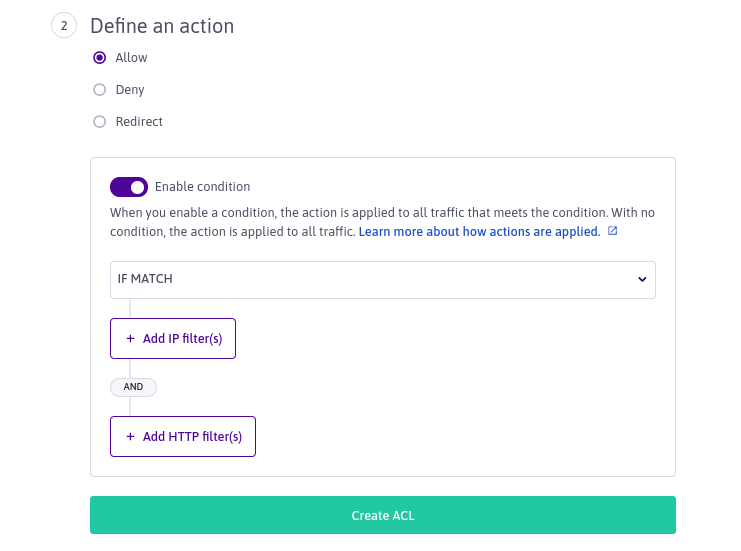 2
Define an action
Allow
Deny
Redirect
Enable condition
When you enable a condition, the action is applied to all traffic that meets the condition. With no
condition, the action is applied to all traffic. Learn more about how actions are applied.
IF MATCH
+ Add IP filter(s)
AND
+ Add HTTP filter(s)
Create ACL